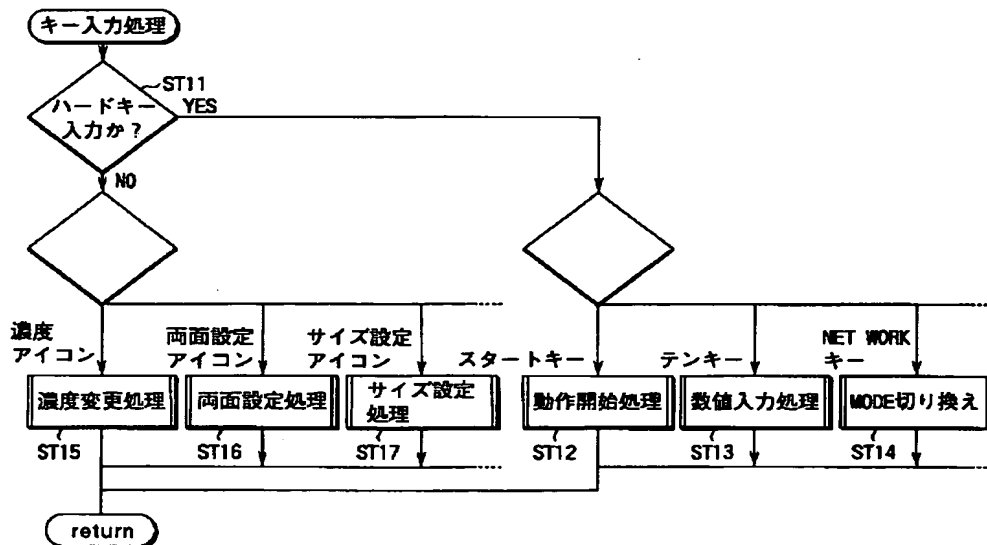 キー入力処理
ST11
ハードキー
入力か？
YES
NO
濃度
アイコン
両面設定
アイコン
サイズ設定
アイコン
スタートキー
テンキー
NET WORK
キー
濃度変更処理
両面設定処理
サイズ設定
処理
動作開始処理
数値入力処理
MODE切り換え
ST15
ST16
ST17
ST12
ST13
ST14
return